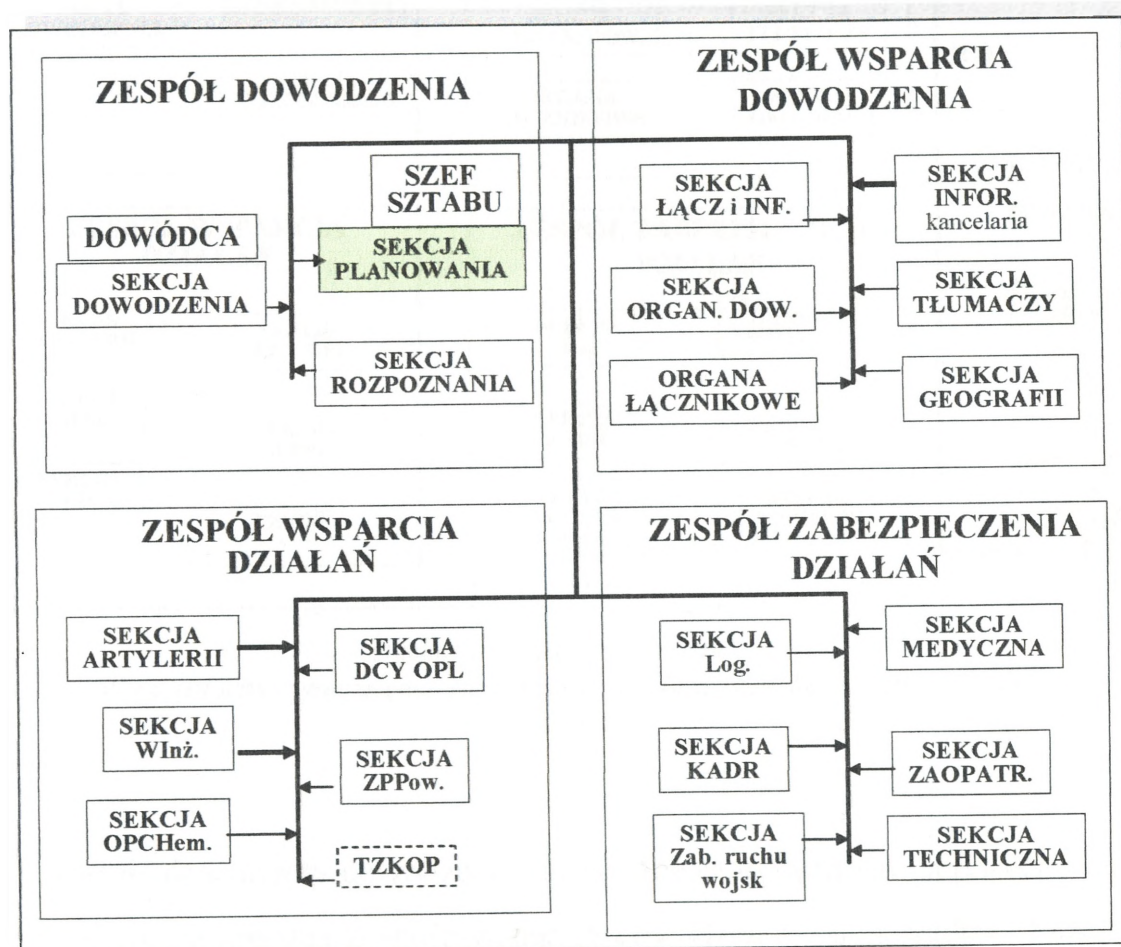 ZESPÓŁ DOWODZENIA
SZEF
SZTABU
DOWÓDCA
SEKCJA
PLANOWANIA
SEKCJA
DOWODZENIA
SEKCJA
ROZPOZNANIA
ZESPÓŁ WSPARCIA
DOWODZENIA
SEKCJA
ŁĄCZ i INF.
SEKCJA
INFOR.
kancelaria
SEKCJA
ORGAN. DOW.
SEKCJA
TŁUMACZY
ORGANA
ŁĄCZNIKOWE
SEKCJA
GEOGRAFII
ZESPÓŁ WSPARCIA
DZIAŁAŃ
SEKCJA
ARTYLERII
SEKCJA
DCY OPL
SEKCJA
WInż.
SEKCJA
ZPPow.
SEKCJA
OPCHem.
TZKOP
ZESPÓŁ ZABEZPIECZENIA
DZIAŁAŃ
SEKCJA
Log.
SEKCJA
MEDYCZNA
SEKCJA
KADR
SEKCJA
ZAOPATR.
SEKCJA
Zab. ruchu
wojsk
SEKCJA
TECHNICZNA